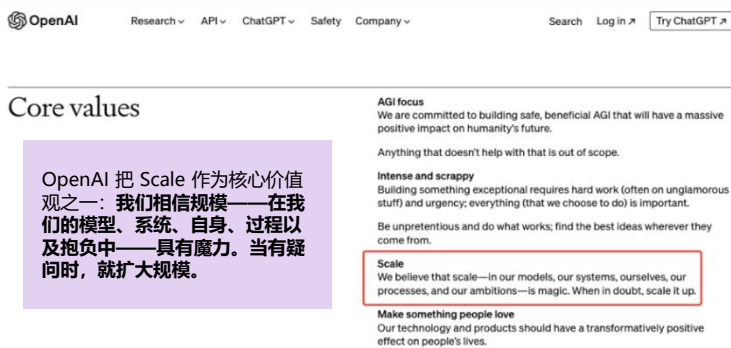 OpenAI
Research API ChatGPT Safety Company Search Log in ↗ Try ChatGPT ↗
Core values
OpenAI 把 Scale 作为核心价值
观之一：我们相信规模——在我
们的模型、系统、自身、过程以
及抱负中——具有魔力。当有疑
问时，就扩大规模。
AGI focus
We are committed to building safe, beneficial AGI that will have a massive
positive impact on humanity's future.
Anything that doesn't help with that is out of scope.
Intense and scrappy
Building something exceptional requires hard work (often on unglamorous
stuff) and urgency; everything (that we choose to do) is important.
Be unpretentious and do what works; find the best ideas wherever they
come from.
Scale
We believe that scale—in our models, our systems, ourselves, our
processes, and our ambitions—is magic. When in doubt, scale it up.
Make something people love
Our technology and products should have a transformatively positive
effect on people's lives.